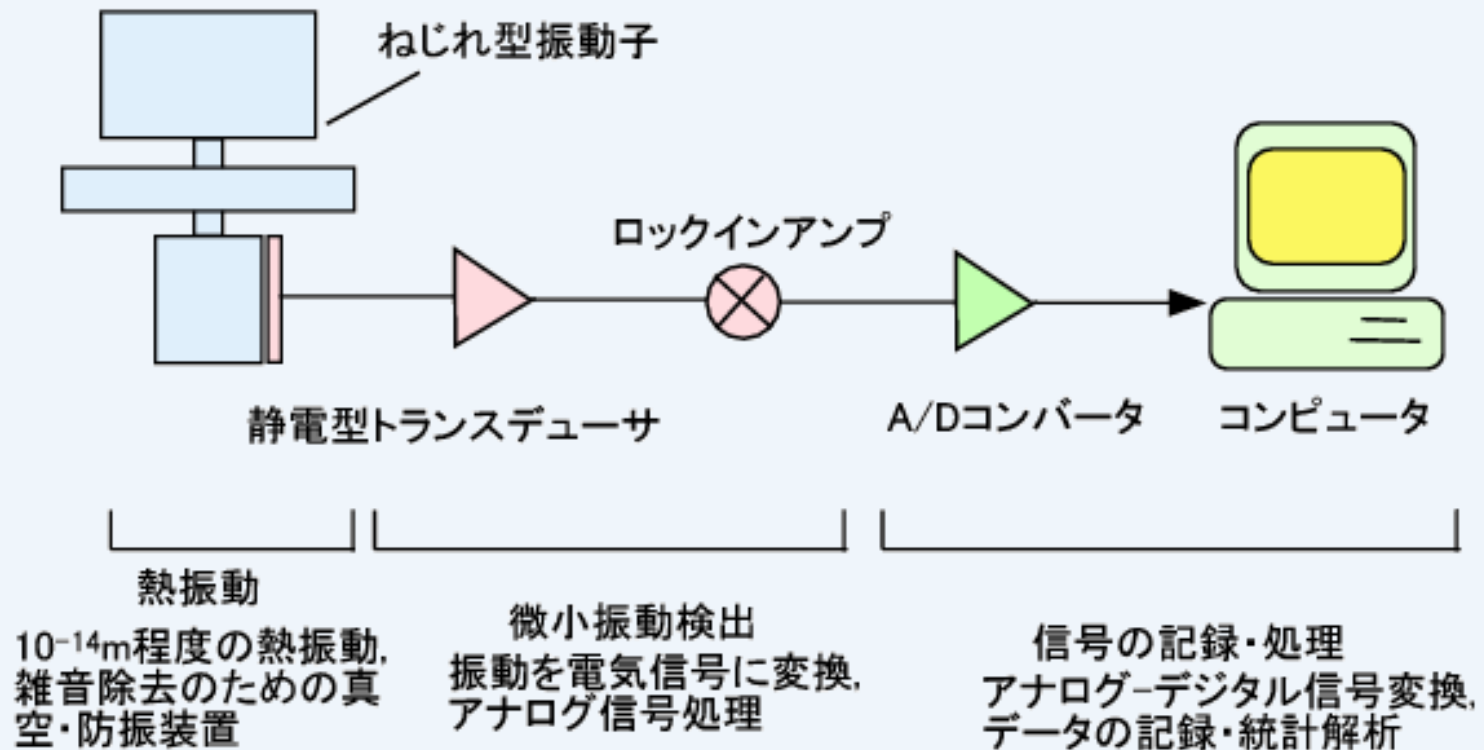 ねじれ型振動子
ロックインアンプ
静電型トランスデューサ
A/Dコンバータ
コンピュータ
熱振動
10⁻¹⁴m程度の熱振動,
雑音除去のための真
空・防振装置
微小振動検出
振動を電気信号に変換,
アナログ信号処理
信号の記録・処理
アナログ-デジタル信号変換,
データの記録・統計解析